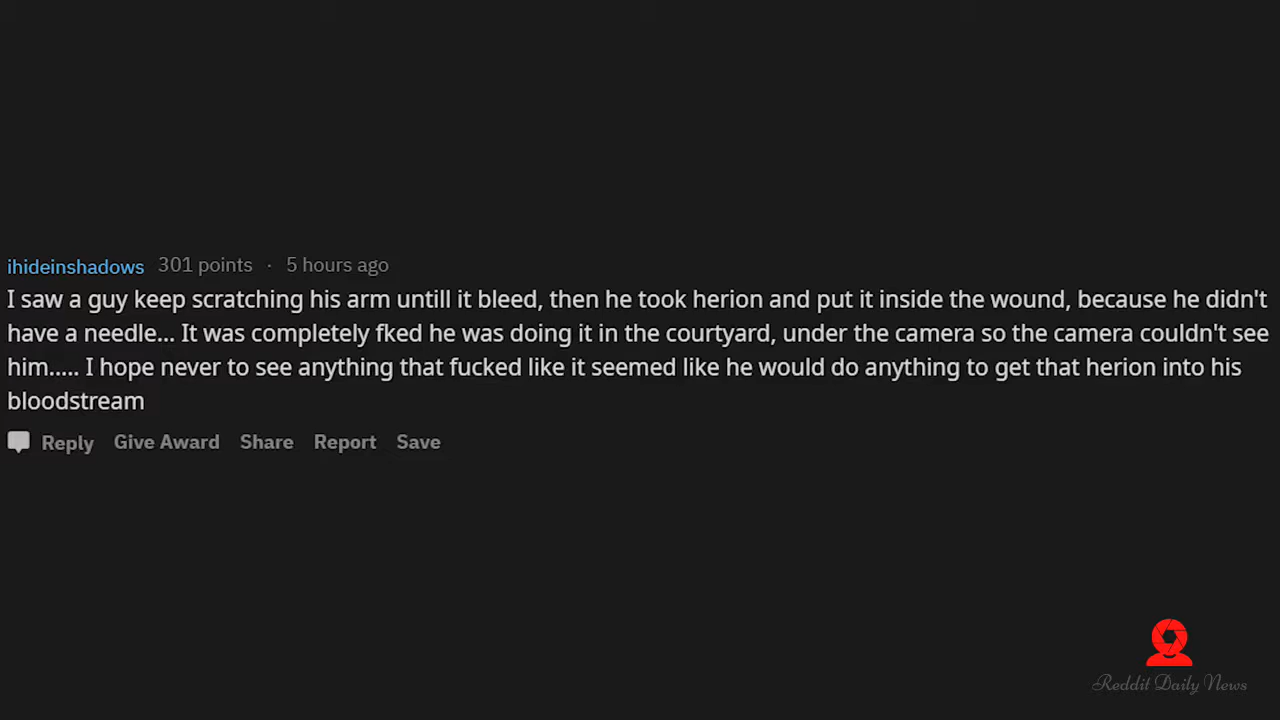 ihideinshadows 301 points · 5 hours ago
I saw a guy keep scratching his arm untill it bleed, then he took herion and put it inside the wound, because he didn't
have a needle... It was completely fked he was doing it in the courtyard, under the camera so the camera couldn't see
him..... I hope never to see anything that fucked like it seemed like he would do anything to get that herion into his
bloodstream
Reply Give Award Share Report Save
Reddit Daily News